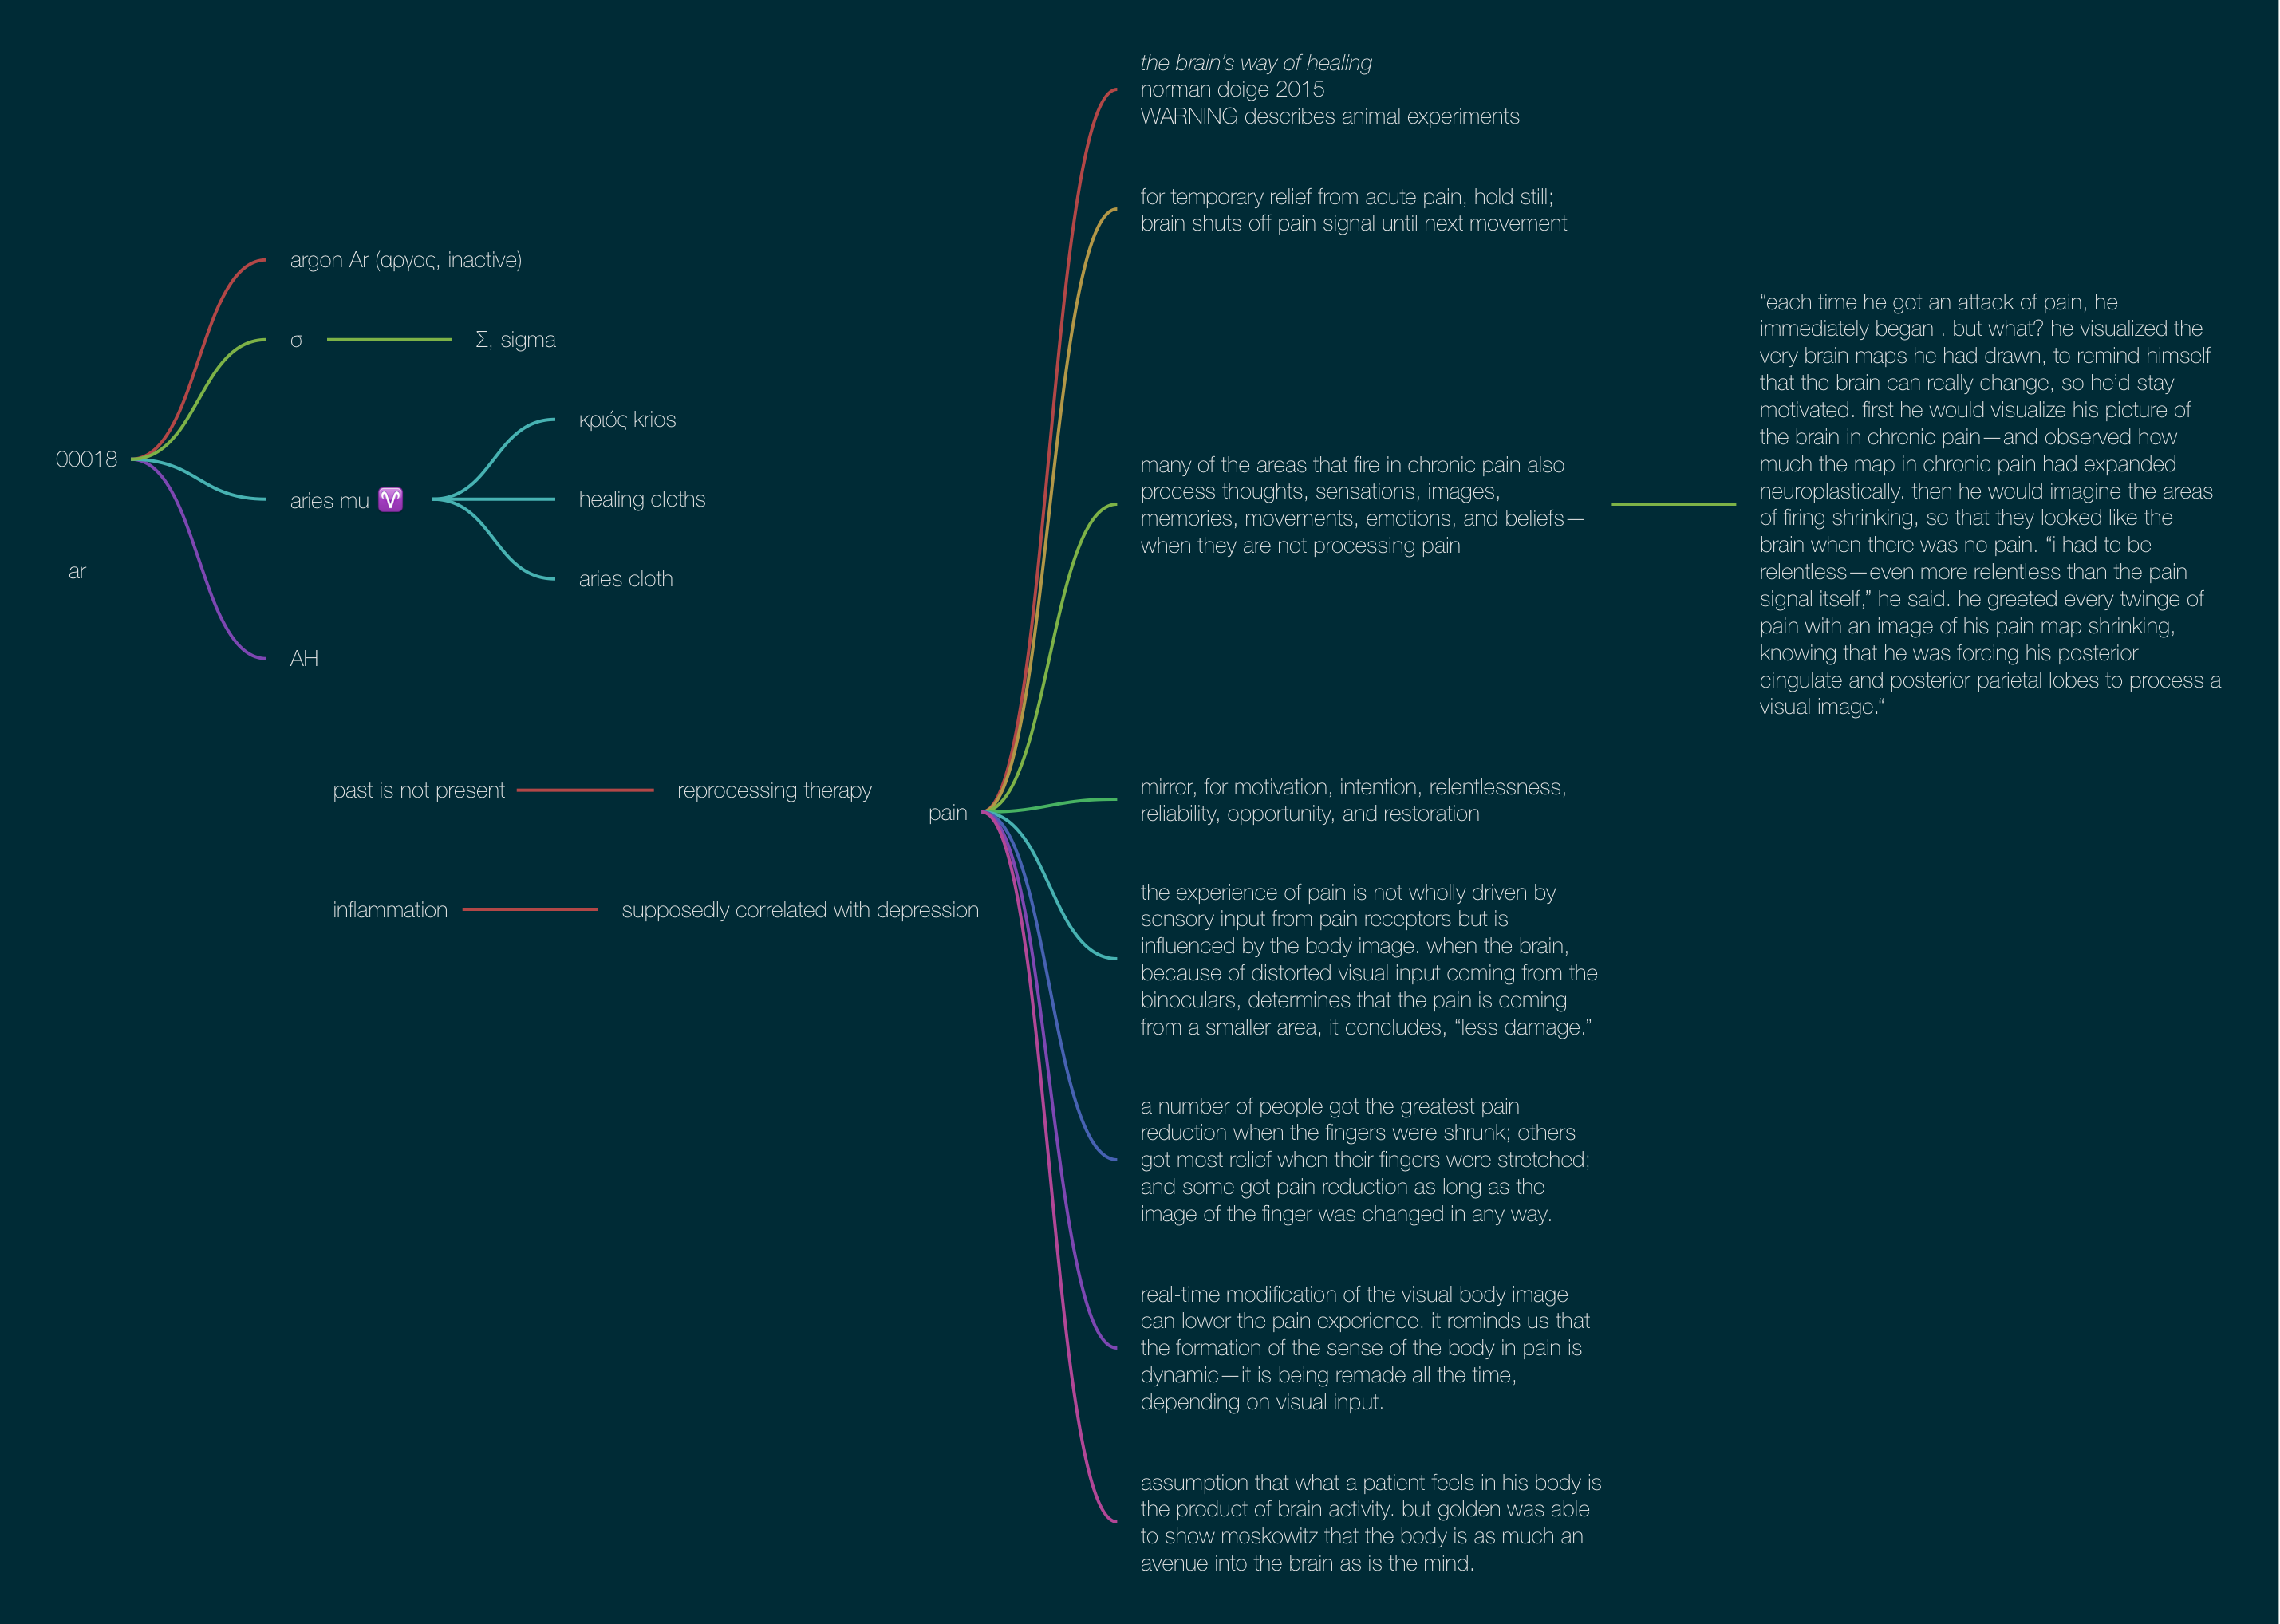 00018
argon Ar (αργος, inactive)
σ
Σ, sigma
aries mu ♈
κριός krios
healing cloths
aries cloth
AH
ar
past is not present
reprocessing therapy
inflammation
supposedly correlated with depression
pain
the brain’s way of healing
norman doige 2015
WARNING describes animal experiments
for temporary relief from acute pain, hold still;
brain shuts off pain signal until next movement
many of the areas that fire in chronic pain also
process thoughts, sensations, images,
memories, movements, emotions, and beliefs—
when they are not processing pain
“each time he got an attack of pain, he
immediately began . but what? he visualized the
very brain maps he had drawn, to remind himself
that the brain can really change, so he’d stay
motivated. first he would visualize his picture of
the brain in chronic pain—and observed how
much the map in chronic pain had expanded
neuroplastically. then he would imagine the areas
of firing shrinking, so that they looked like the
brain when there was no pain. “i had to be
relentless—even more relentless than the pain
signal itself,” he said. he greeted every twinge of
pain with an image of his pain map shrinking,
knowing that he was forcing his posterior
cingulate and posterior parietal lobes to process a
visual image.“
mirror, for motivation, intention, relentlessness,
reliability, opportunity, and restoration
the experience of pain is not wholly driven by
sensory input from pain receptors but is
influenced by the body image. when the brain,
because of distorted visual input coming from the
binoculars, determines that the pain is coming
from a smaller area, it concludes, “less damage.”
a number of people got the greatest pain
reduction when the fingers were shrunk; others
got most relief when their fingers were stretched;
and some got pain reduction as long as the
image of the finger was changed in any way.
real-time modification of the visual body image
can lower the pain experience. it reminds us that
the formation of the sense of the body in pain is
dynamic—it is being remade all the time,
depending on visual input.
assumption that what a patient feels in his body is
the product of brain activity. but golden was able
to show moskowitz that the body is as much an
avenue into the brain as is the mind.